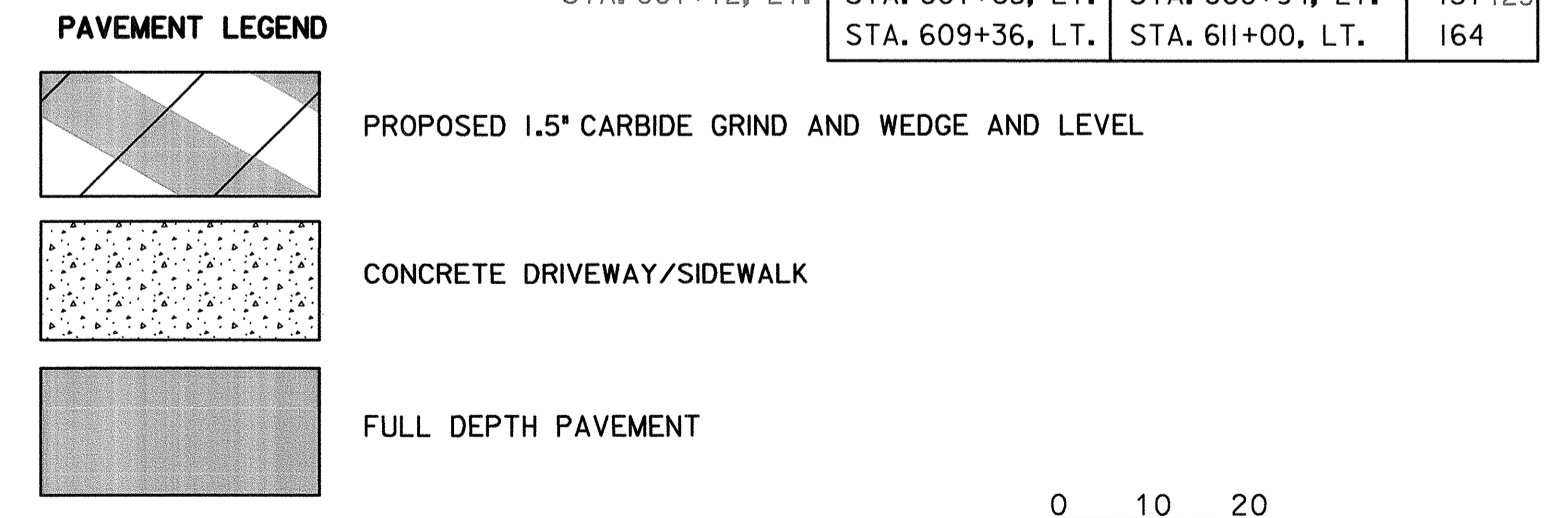 PAVEMENT LEGEND
STA. 609+36, LT. STA. 611+00, LT. 164
PROPOSED 1.5" CARBIDE GRIND AND WEDGE AND LEVEL
CONCRETE DRIVEWAY/SIDEWALK
FULL DEPTH PAVEMENT
0 10 20